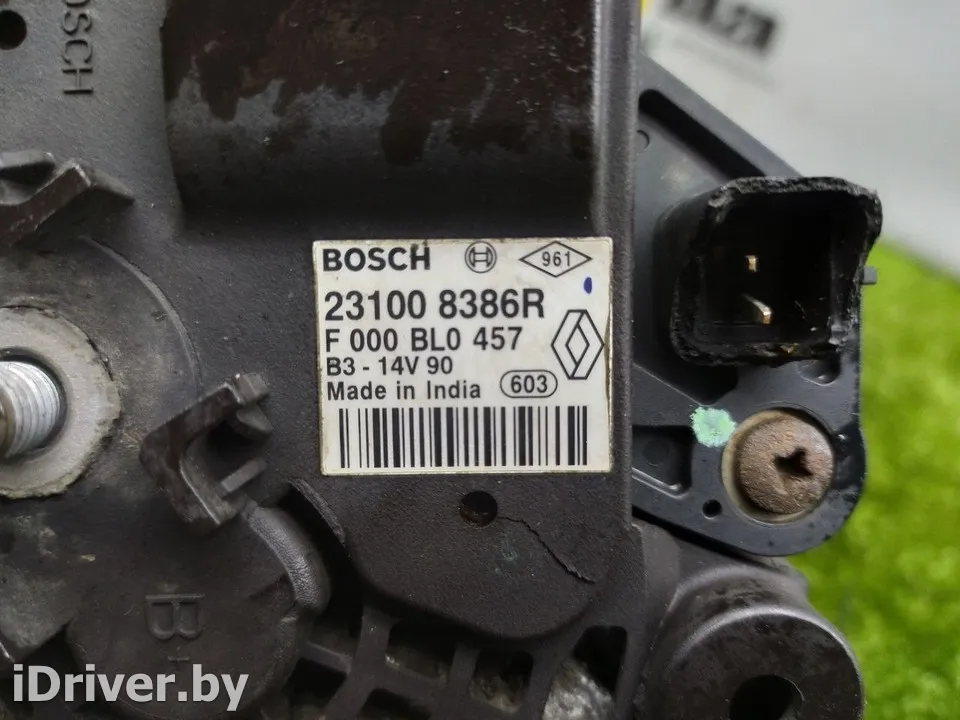 BOSCH
BOSCH 961
23100 8386R
F 000 BL0 457
B3 - 14V 90
Made in India 603
B+
iDriver.by